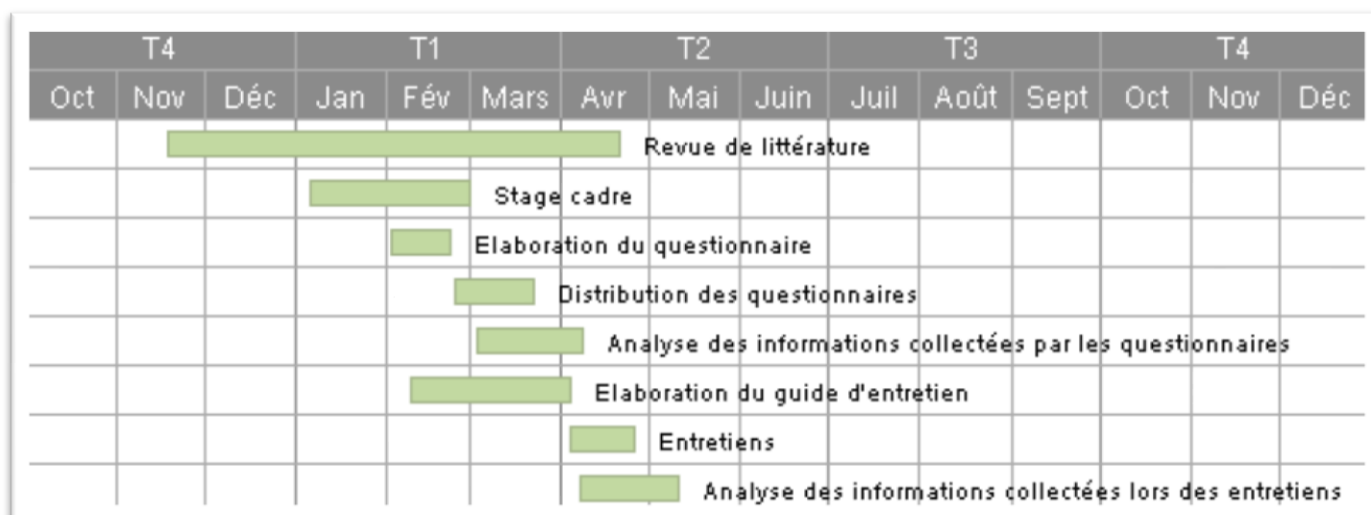 T4 T1 T2 T3 T4
Oct Nov Déc Jan Fév Mars Avr Mai Juin Juil Août Sept Oct Nov Déc
Revue de littérature
Stage cadre
Elaboration du questionnaire
Distribution des questionnaires
Analyse des informations collectées par les questionnaires
Elaboration du guide d'entretien
Entretiens
Analyse des informations collectées lors des entretiens